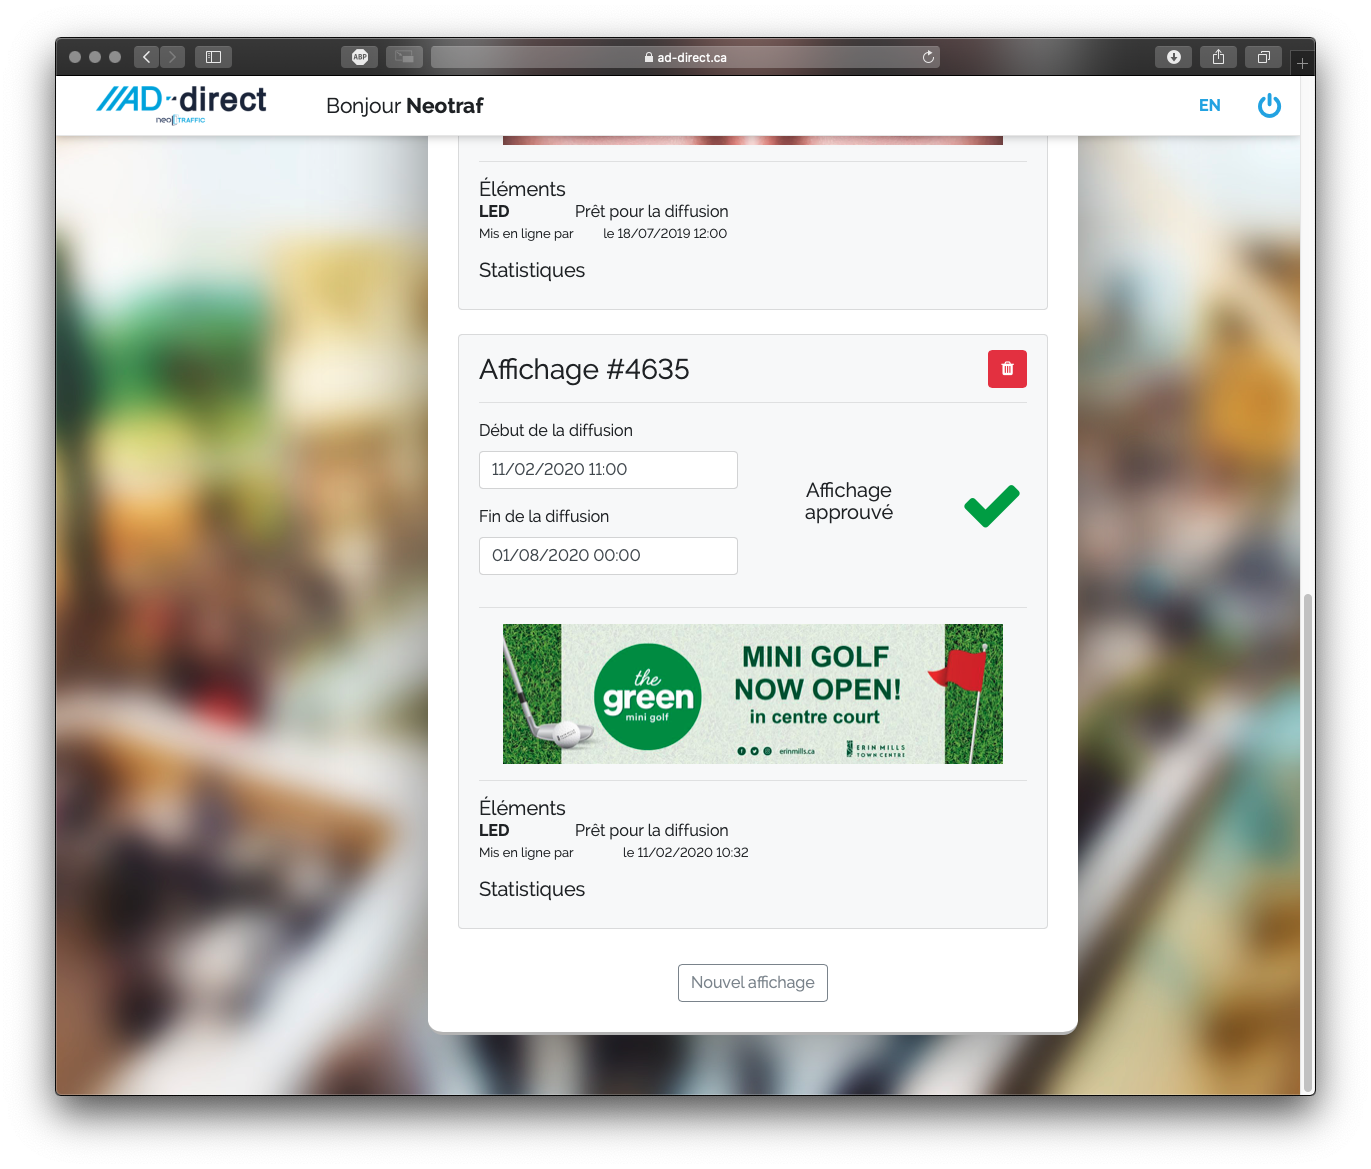 ABP
ad-direct.ca
AD-direct
neo TRAFFIC
Bonjour Neotraf
EN
Éléments
LED Prêt pour la diffusion
Mis en ligne par le 18/07/2019 12:00
Statistiques
Affichage #4635
Début de la diffusion
11/02/2020 11:00
Fin de la diffusion
01/08/2020 00:00
Affichage
approuvé
the
green
mini golf
MINI GOLF
NOW OPEN!
in centre court
erinmills.ca
ERIN MILLS
TOWN CENTRE
Éléments
LED Prêt pour la diffusion
Mis en ligne par le 11/02/2020 10:32
Statistiques
Nouvel affichage